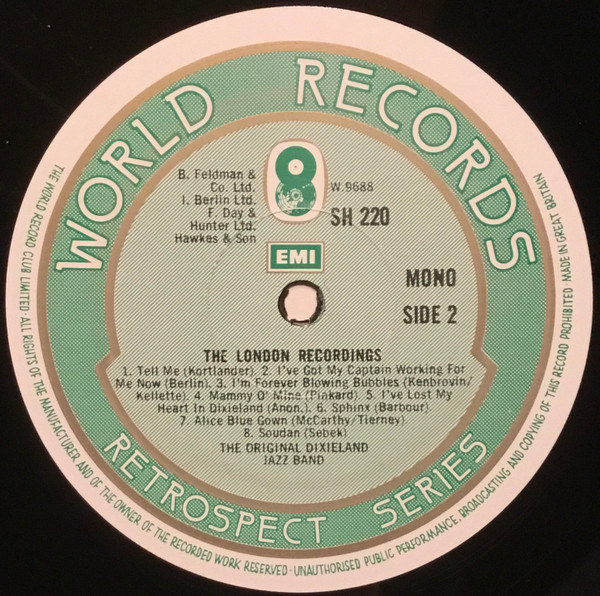 WORLD RECORDS
B. Feldman &
Co. Ltd.
I. Berlin Ltd.
F. Day &
Hunter Ltd.
Hawkes & Son
W.9688
SH 220
EMI
MONO
SIDE 2
THE LONDON RECORDINGS
1. Tell Me (Kortlander). 2. I've Got My Captain Working For
Me Now (Berlin). 3. I'm Forever Blowing Bubbles (Kenbrovin/
Kellette). 4. Mammy O' Mine (Pinkard). 5. I've Lost My
Heart In Dixieland (Anon.). 6. Sphinx (Barbour).
7. Alice Blue Gown (McCarthy/Tierney)
8. Soudan (Sebek)
THE ORIGINAL DIXIELAND
JAZZ BAND
RETROSPECT SERIES
THE WORLD RECORD CLUB LIMITED · ALL RIGHTS OF THE MANUFACTURER AND OF THE OWNER OF THE RECORDED WORK RESERVED · UNAUTHORISED PUBLIC PERFORMANCE, BROADCASTING AND COPYING OF THIS RECORD PROHIBITED · MADE IN GREAT BRITAIN